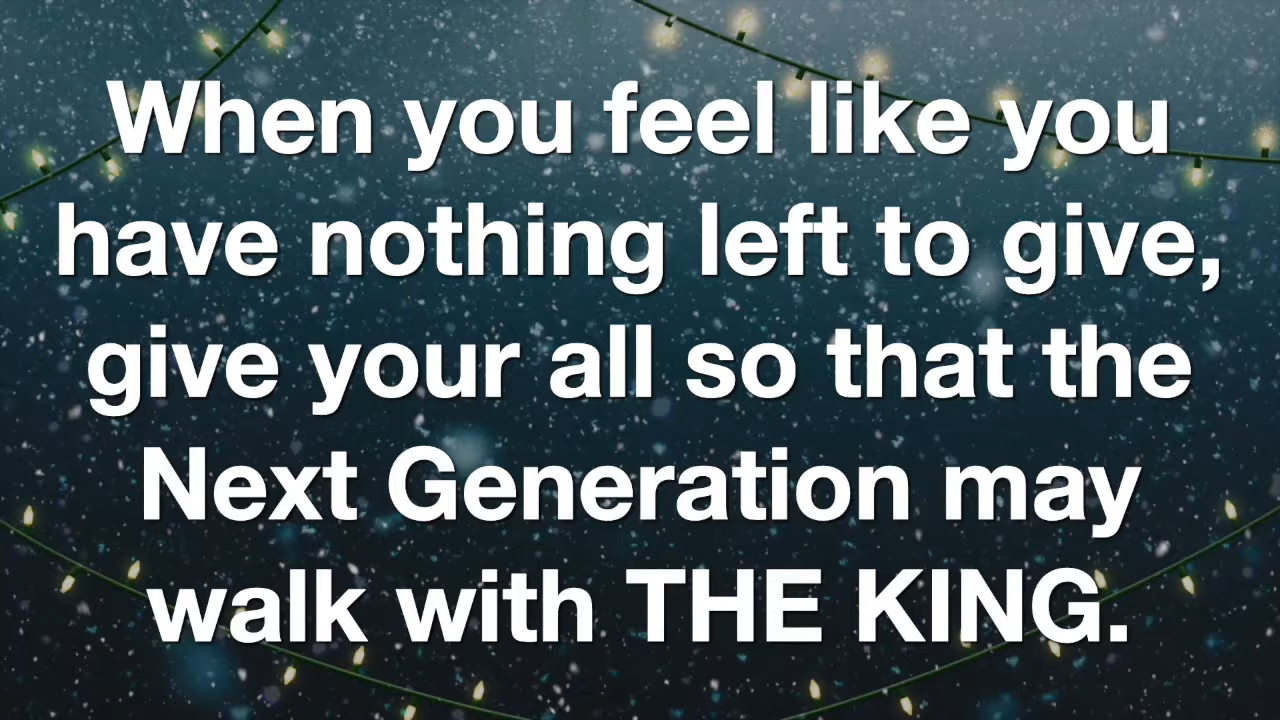 When you feel like you
have nothing left to give,
give your all so that the
Next Generation may
walk with THE KING.